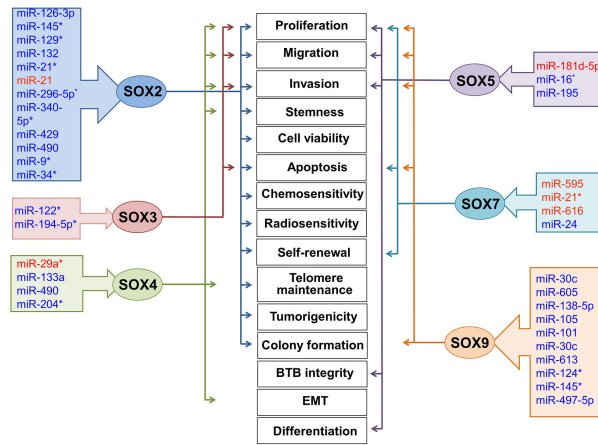 miR-126-3p
miR-145*
miR-129*
miR-132
miR-21*
miR-21
miR-296-5p*
miR-340-
5p*
miR-429
miR-490
miR-9*
miR-34*
SOX2
miR-122*
miR-194-5p*
SOX3
miR-29a*
miR-133a
miR-490
miR-204*
SOX4
Proliferation
Migration
Invasion
Stemness
Cell viability
Apoptosis
Chemosensitivity
Radiosensitivity
Self-renewal
Telomere
maintenance
Tumorigenicity
Colony formation
BTB integrity
EMT
Differentiation
SOX5
miR-181d-5p
miR-16*
miR-195
SOX7
miR-595
miR-21*
miR-616
miR-24
SOX9
miR-30c
miR-605
miR-138-5p
miR-105
miR-101
miR-30c
miR-613
miR-124*
miR-145*
miR-497-5p